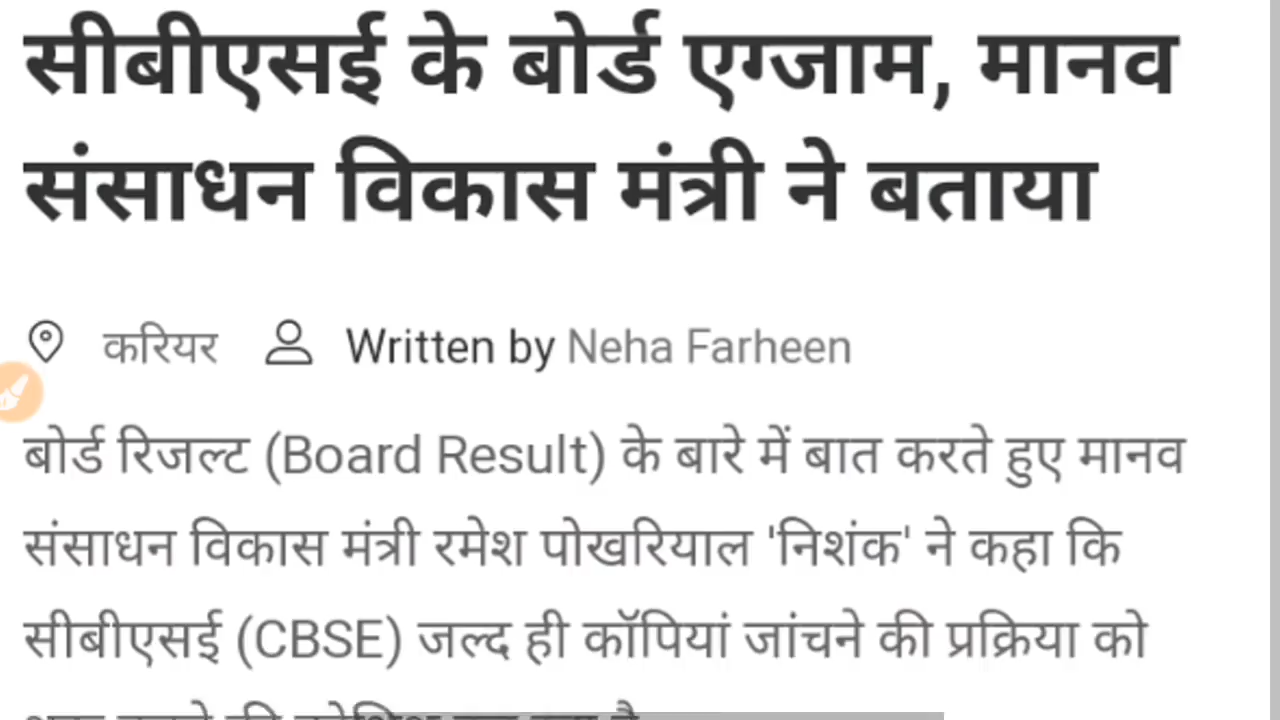 सीबीएसई के बोर्ड एग्जाम, मानव
संसाधन विकास मंत्री ने बताया
करियर Written by Neha Farheen
बोर्ड रिजल्ट (Board Result) के बारे में बात करते हुए मानव
संसाधन विकास मंत्री रमेश पोखरियाल 'निशंक' ने कहा कि
सीबीएसई (CBSE) जल्द ही कॉपियां जांचने की प्रक्रिया को